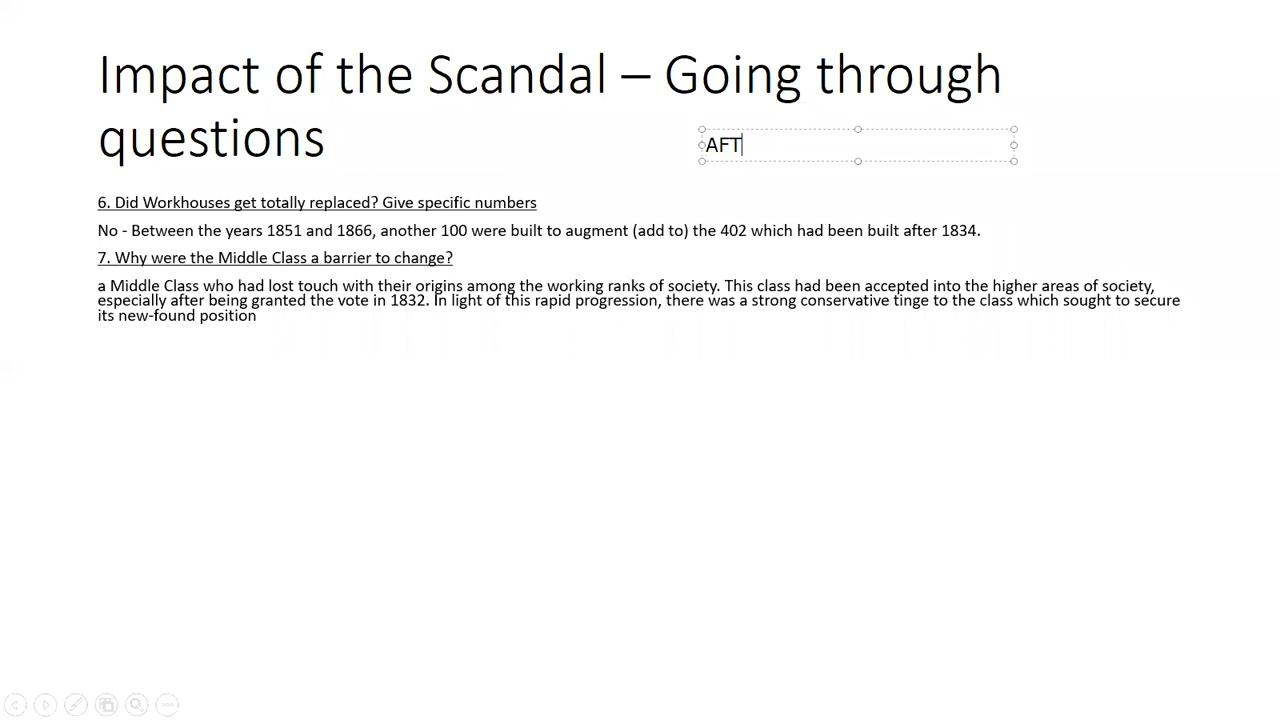 Impact of the Scandal – Going through
questions
AFT
6. Did Workhouses get totally replaced? Give specific numbers
No - Between the years 1851 and 1866, another 100 were built to augment (add to) the 402 which had been built after 1834.
7. Why were the Middle Class a barrier to change?
a Middle Class who had lost touch with their origins among the working ranks of society. This class had been accepted into the higher areas of society,
especially after being granted the vote in 1832. In light of this rapid progression, there was a strong conservative tinge to the class which sought to secure
its new-found position